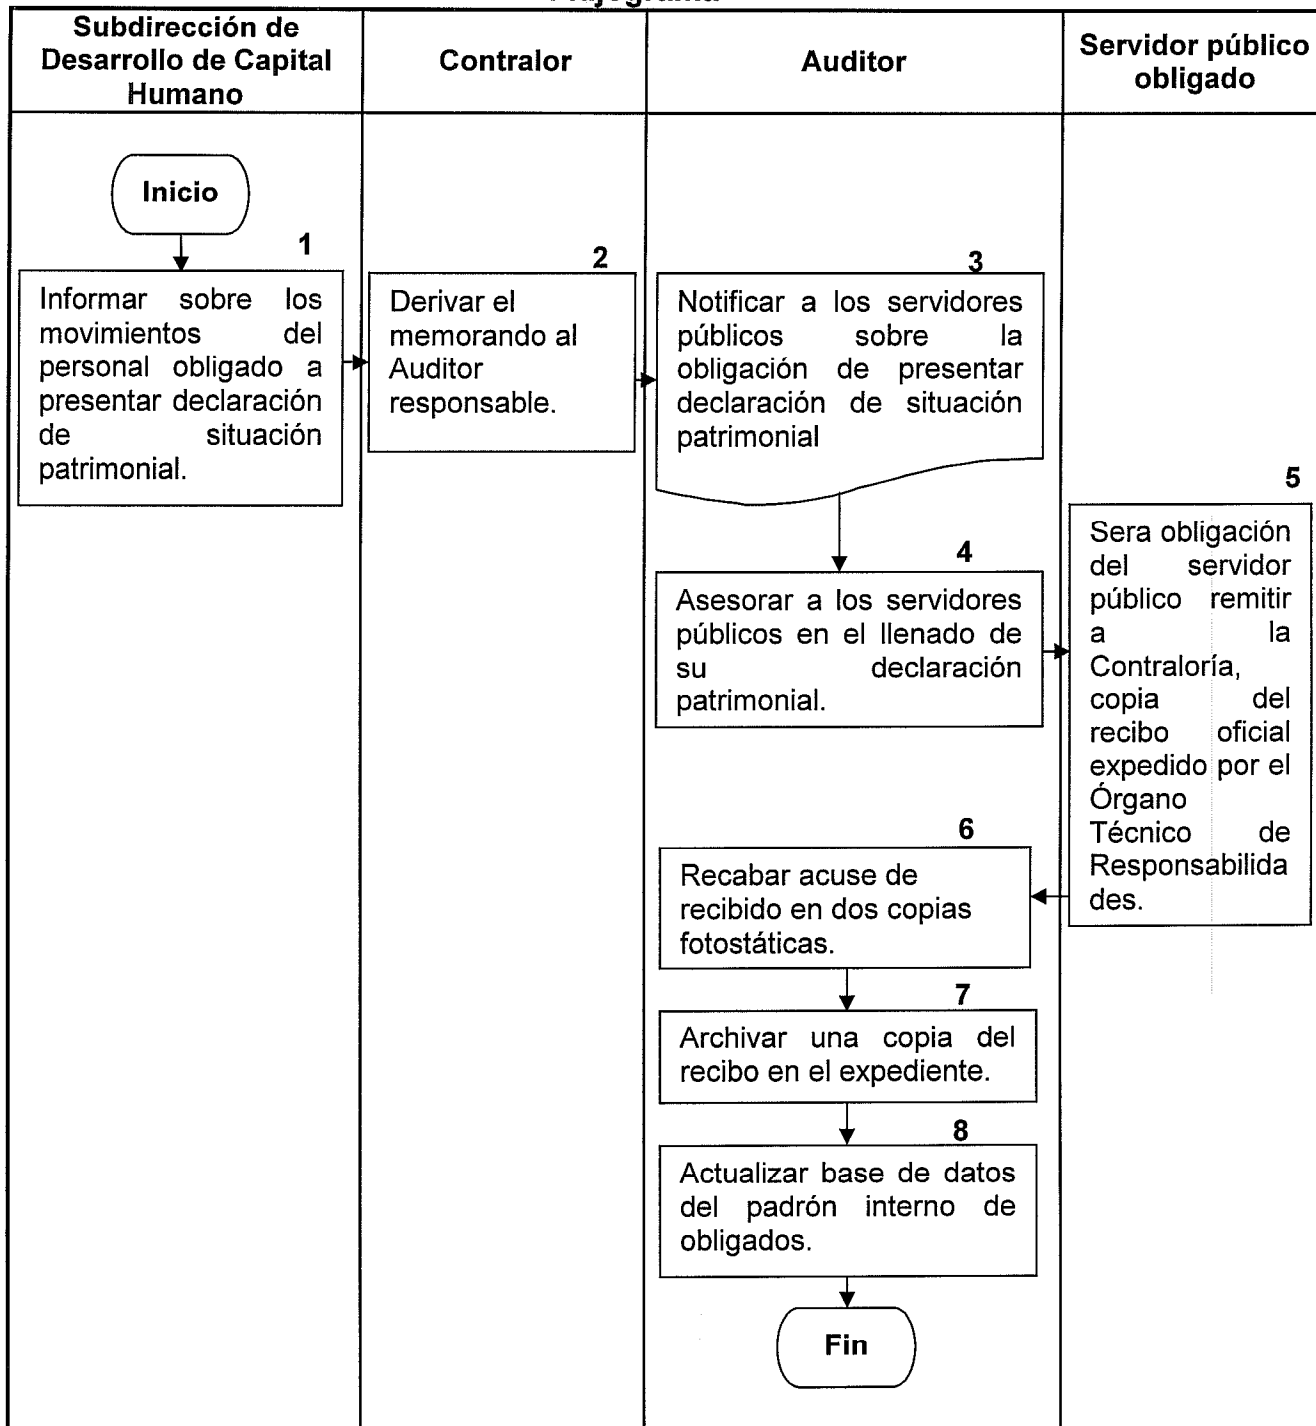 Subdirección de
Desarrollo de Capital
Humano
Contralor
Auditor
Servidor público
obligado
Inicio
1
Informar sobre los
movimientos del
personal obligado a
presentar declaración
de situación
patrimonial.
2
Derivar el
memorando al
Auditor
responsable.
3
Notificar a los servidores
públicos sobre la
obligación de presentar
declaración de situación
patrimonial
4
Asesorar a los servidores
públicos en el llenado de
su declaración
patrimonial.
5
Sera obligación
del servidor
público remitir
a la
Contraloría,
copia del
recibo oficial
expedido por el
Órgano
Técnico de
Responsabilida
des.
6
Recabar acuse de
recibido en dos copias
fotostáticas.
7
Archivar una copia del
recibo en el expediente.
8
Actualizar base de datos
del padrón interno de
obligados.
Fin